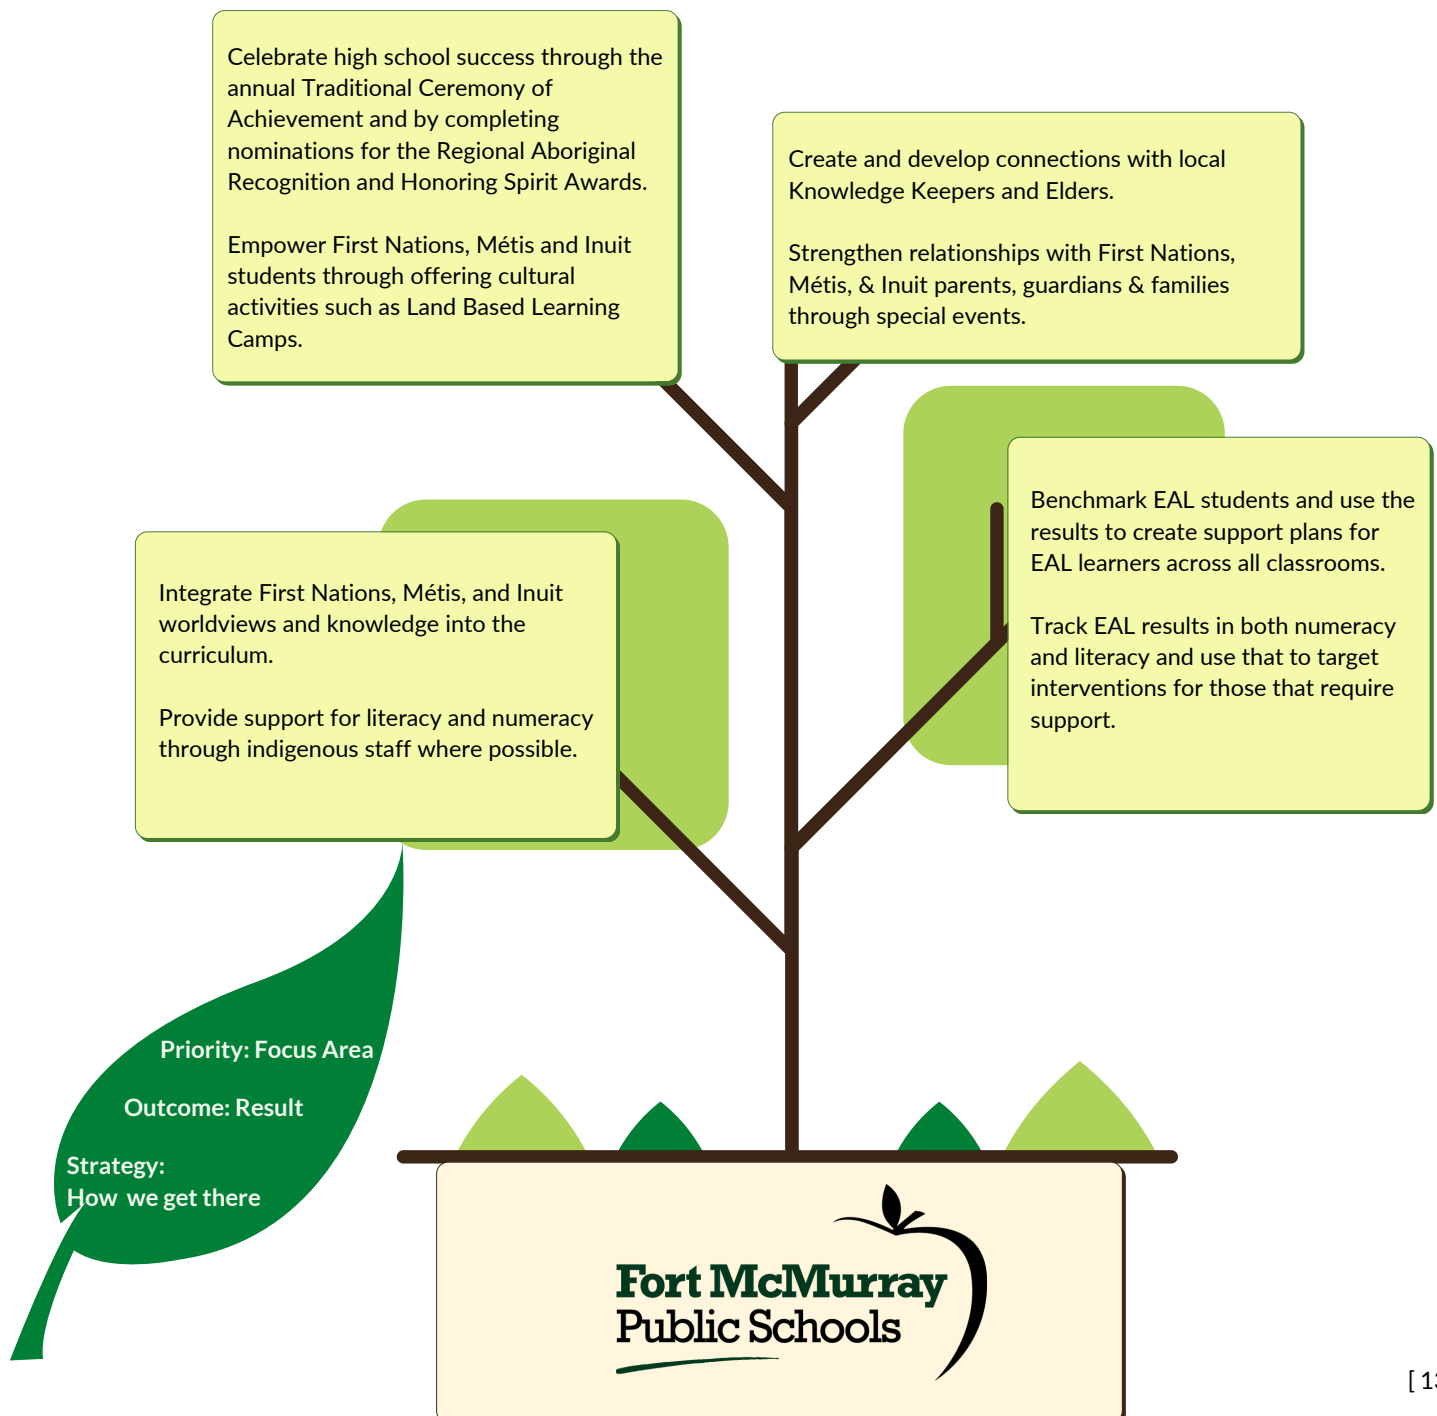 Celebrate high school success through the
annual Traditional Ceremony of
Achievement and by completing
nominations for the Regional Aboriginal
Recognition and Honoring Spirit Awards.
Empower First Nations, Métis and Inuit
students through offering cultural
activities such as Land Based Learning
Camps.
Create and develop connections with local
Knowledge Keepers and Elders.
Strengthen relationships with First Nations,
Métis, & Inuit parents, guardians & families
through special events.
Benchmark EAL students and use the
results to create support plans for
EAL learners across all classrooms.
Track EAL results in both numeracy
and literacy and use that to target
interventions for those that require
support.
Integrate First Nations, Métis, and Inuit
worldviews and knowledge into the
curriculum.
Provide support for literacy and numeracy
through indigenous staff where possible.
Priority: Focus Area
Outcome: Result
Strategy:
How we get there
Fort McMurray
Public Schools